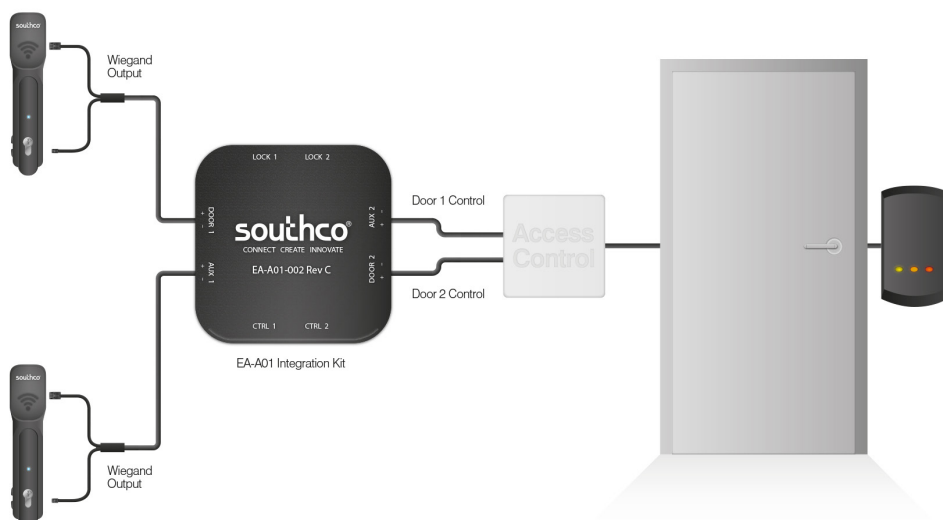 southco
Wiegand
Output
LOCK 1 LOCK 2
+ DOOR 1 -
+ AUX 1 -
southco®
CONNECT CREATE INNOVATE
EA-A01-002 Rev C
AUX 2 - +
DOOR 2 - +
CTRL 1 CTRL 2
EA-A01 Integration Kit
Door 1 Control
Access
Control
Door 2 Control
southco
Wiegand
Output